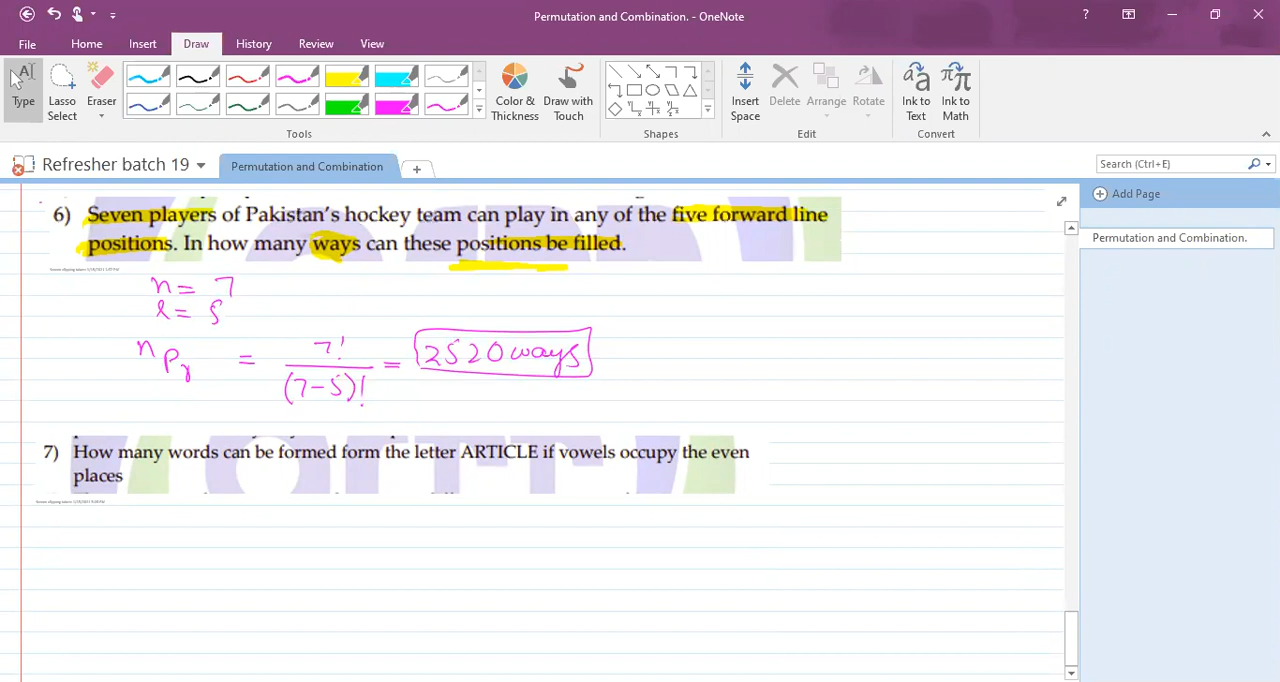 Permutation and Combination. - OneNote
File Home Insert Draw History Review View
Type Lasso Select Eraser Color & Thickness Draw with Touch Insert Space Delete Arrange Rotate Ink to Text Ink to Math
Tools Shapes Edit Convert
Refresher batch 19 Permutation and Combination Search (Ctrl+E)
Add Page
Permutation and Combination.
6) Seven players of Pakistan's hockey team can play in any of the five forward line
positions. In how many ways can these positions be filled.
n = 7
r = 5
nPr = 7! / (7-5)! = 2520 ways
7) How many words can be formed form the letter ARTICLE if vowels occupy the even
places